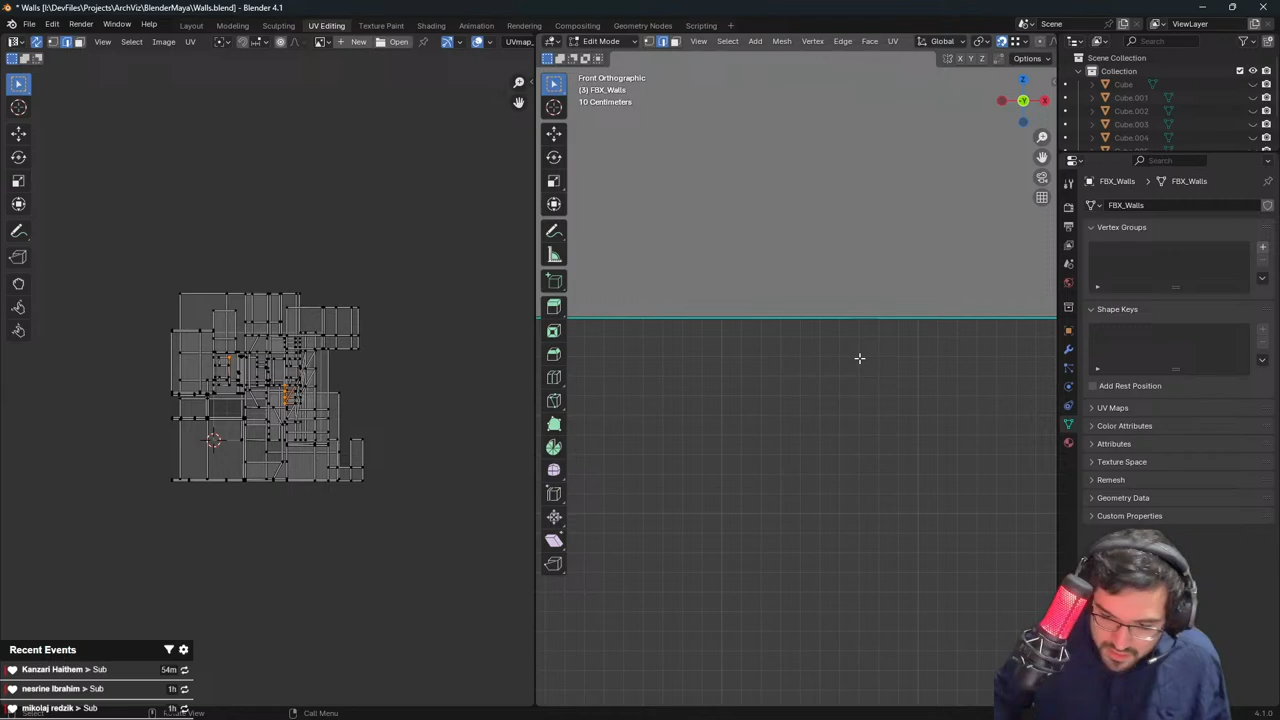 * Walls [I:\DevFiles\Projects\ArchViz\BlenderMaya\Walls.blend] - Blender 4.1
File Edit Render Window Help Layout Modeling Sculpting UV Editing Texture Paint Shading Animation Rendering Compositing Geometry Nodes Scripting + Scene ViewLayer
View Select Image UV New Open UVmap Edit Mode View Select Add Mesh Vertex Edge Face UV Global Search
X Y Z Options
Front Orthographic
(3) FBX_Walls
10 Centimeters
Scene Collection
Collection
Cube
Cube.001
Cube.002
Cube.003
Cube.004
Search
FBX_Walls > FBX_Walls
FBX_Walls
Vertex Groups
Shape Keys
Add Rest Position
UV Maps
Color Attributes
Attributes
Texture Space
Remesh
Geometry Data
Custom Properties
Recent Events
Kanzari Haithem > Sub 54m
nesrine Ibrahim > Sub 1h
mikolaj redzik > Sub 1h
Select Rotate View Call Menu 4.1.0